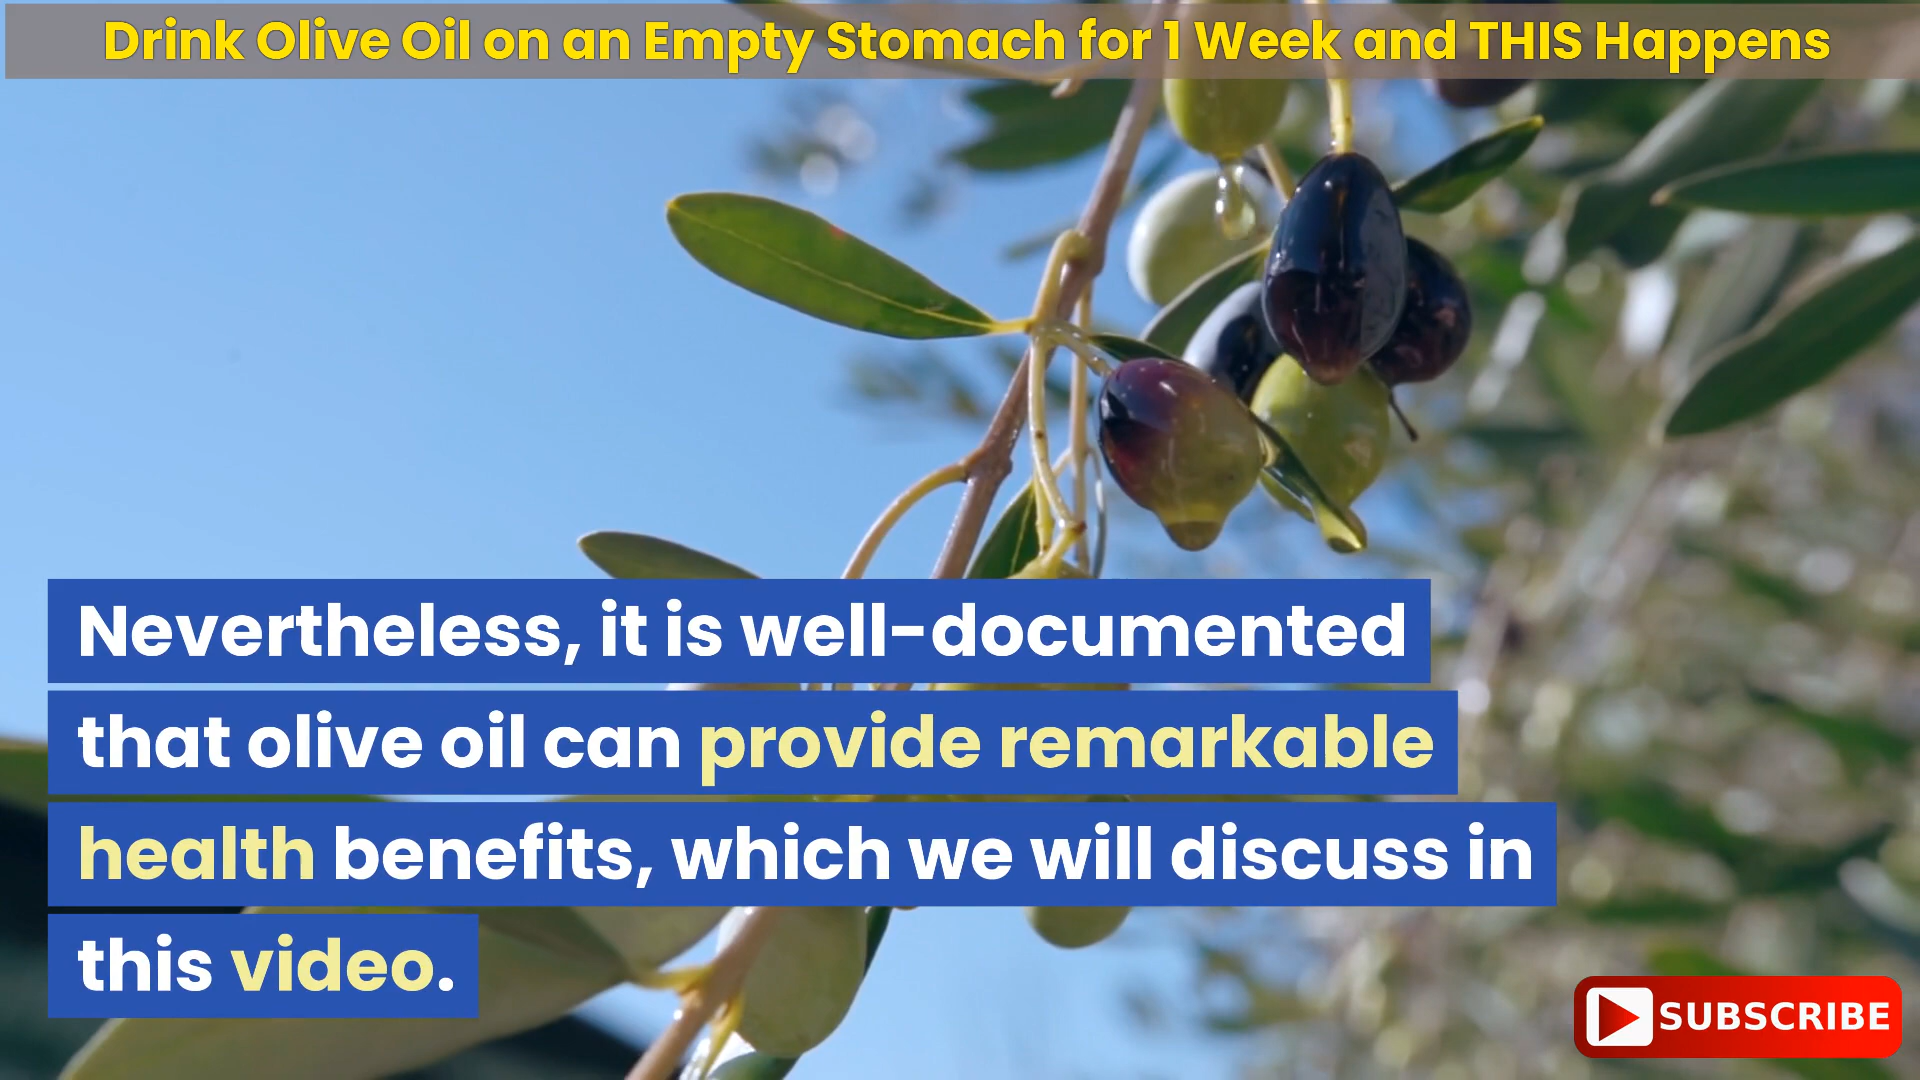 Drink Olive Oil on an Empty Stomach for 1 Week and THIS Happens
Nevertheless, it is well-documented
that olive oil can provide remarkable
health benefits, which we will discuss in
this video.
SUBSCRIBE